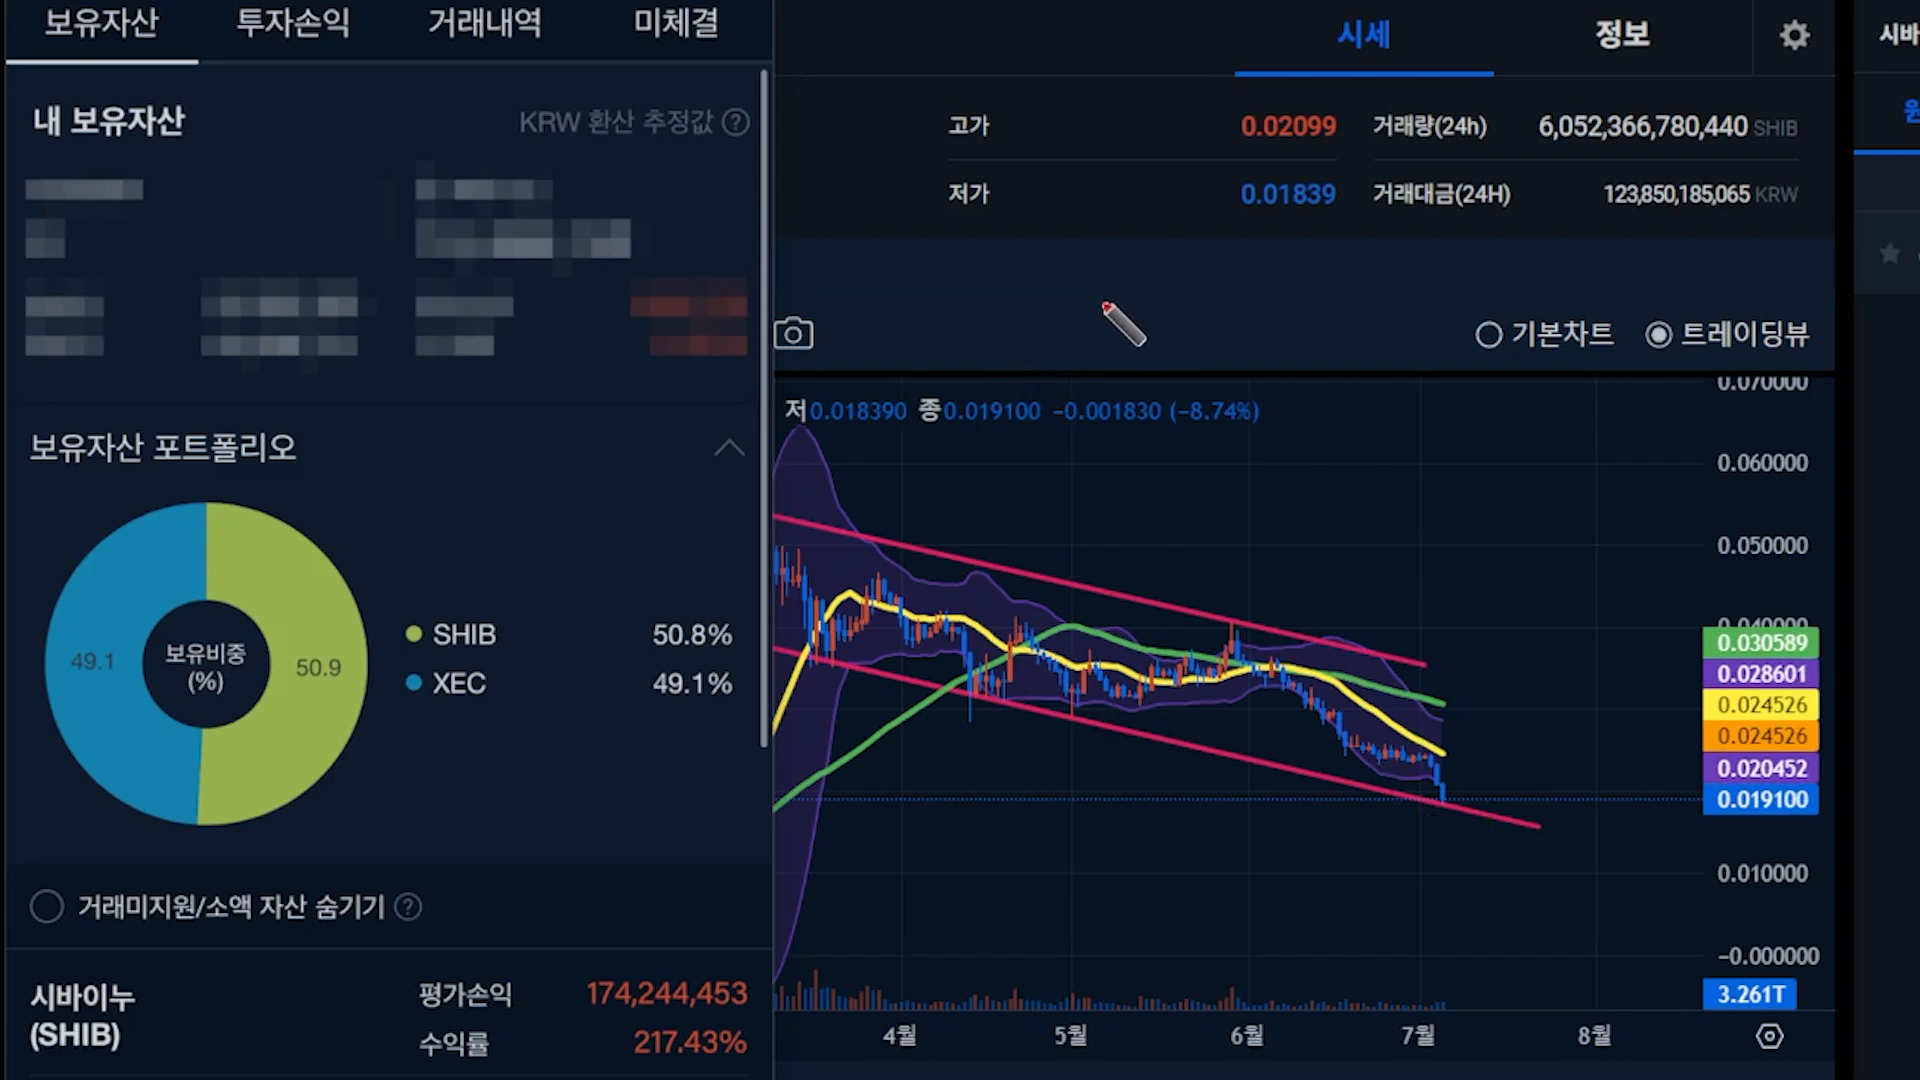 보유자산 투자손익 거래내역 미체결
내 보유자산 KRW 환산 추정값 ?
보유자산 포트폴리오
49.1 보유비중 (%) 50.9
SHIB 50.8%
XEC 49.1%
거래미지원/소액 자산 숨기기 ?
시바이누 (SHIB)
평가손익 174,244,453
수익률 217.43%
시세 정보
고가 0.02099 거래량(24h) 6,052,366,780,440 SHIB
저가 0.01839 거래대금(24H) 123,850,185,065 KRW
기본차트 트레이딩뷰
저0.018390 종0.019100 −0.001830 (−8.74%)
0.070000
0.060000
0.050000
0.040000
0.030589
0.028601
0.024526
0.024526
0.020452
0.019100
0.010000
−0.000000
3.261T
4월 5월 6월 7월 8월
시바
원